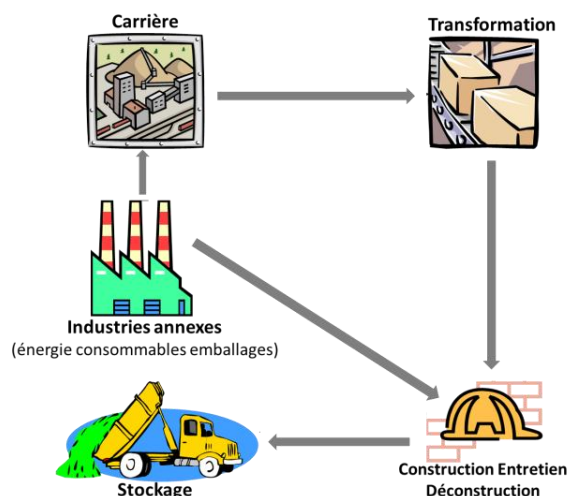 Carrière
Transformation
Industries annexes
(énergie consommables emballages)
Stockage
Construction Entretien
Déconstruction